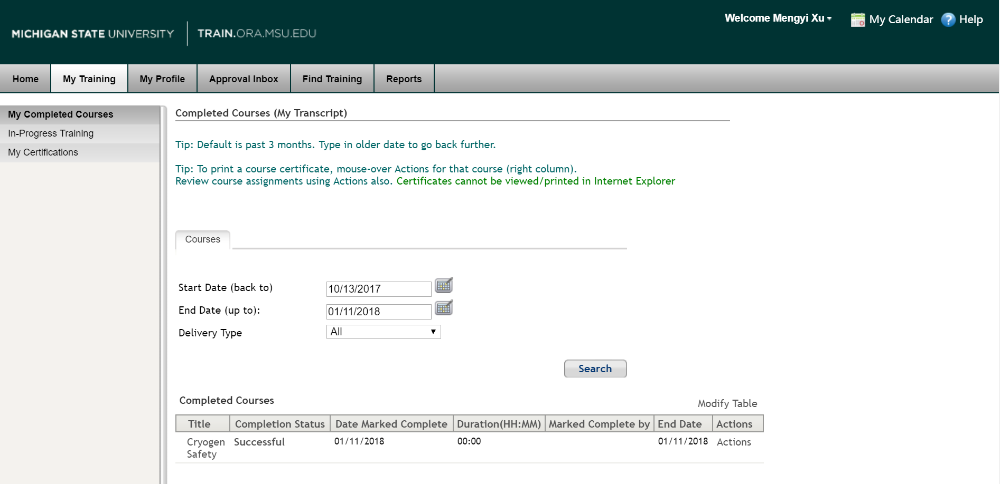 Welcome Mengyi Xu
My Calendar
Help
MICHIGAN STATE UNIVERSITY
TRAIN.ORA.MSU.EDU
Home
My Training
My Profile
Approval Inbox
Find Training
Reports
My Completed Courses
In-Progress Training
My Certifications
Completed Courses (My Transcript)
Tip: Default is past 3 months. Type in older date to go back further.
Tip: To print a course certificate, mouse-over Actions for that course (right column).
Review course assignments using Actions also. Certificates cannot be viewed/printed in Internet Explorer
Courses
Start Date (back to) 10/13/2017
End Date (up to): 01/11/2018
Delivery Type All
Search
Completed Courses
Modify Table
Title Completion Status Date Marked Complete Duration(HH:MM) Marked Complete by End Date Actions
Cryogen Successful 01/11/2018 00:00 01/11/2018 Actions
Safety